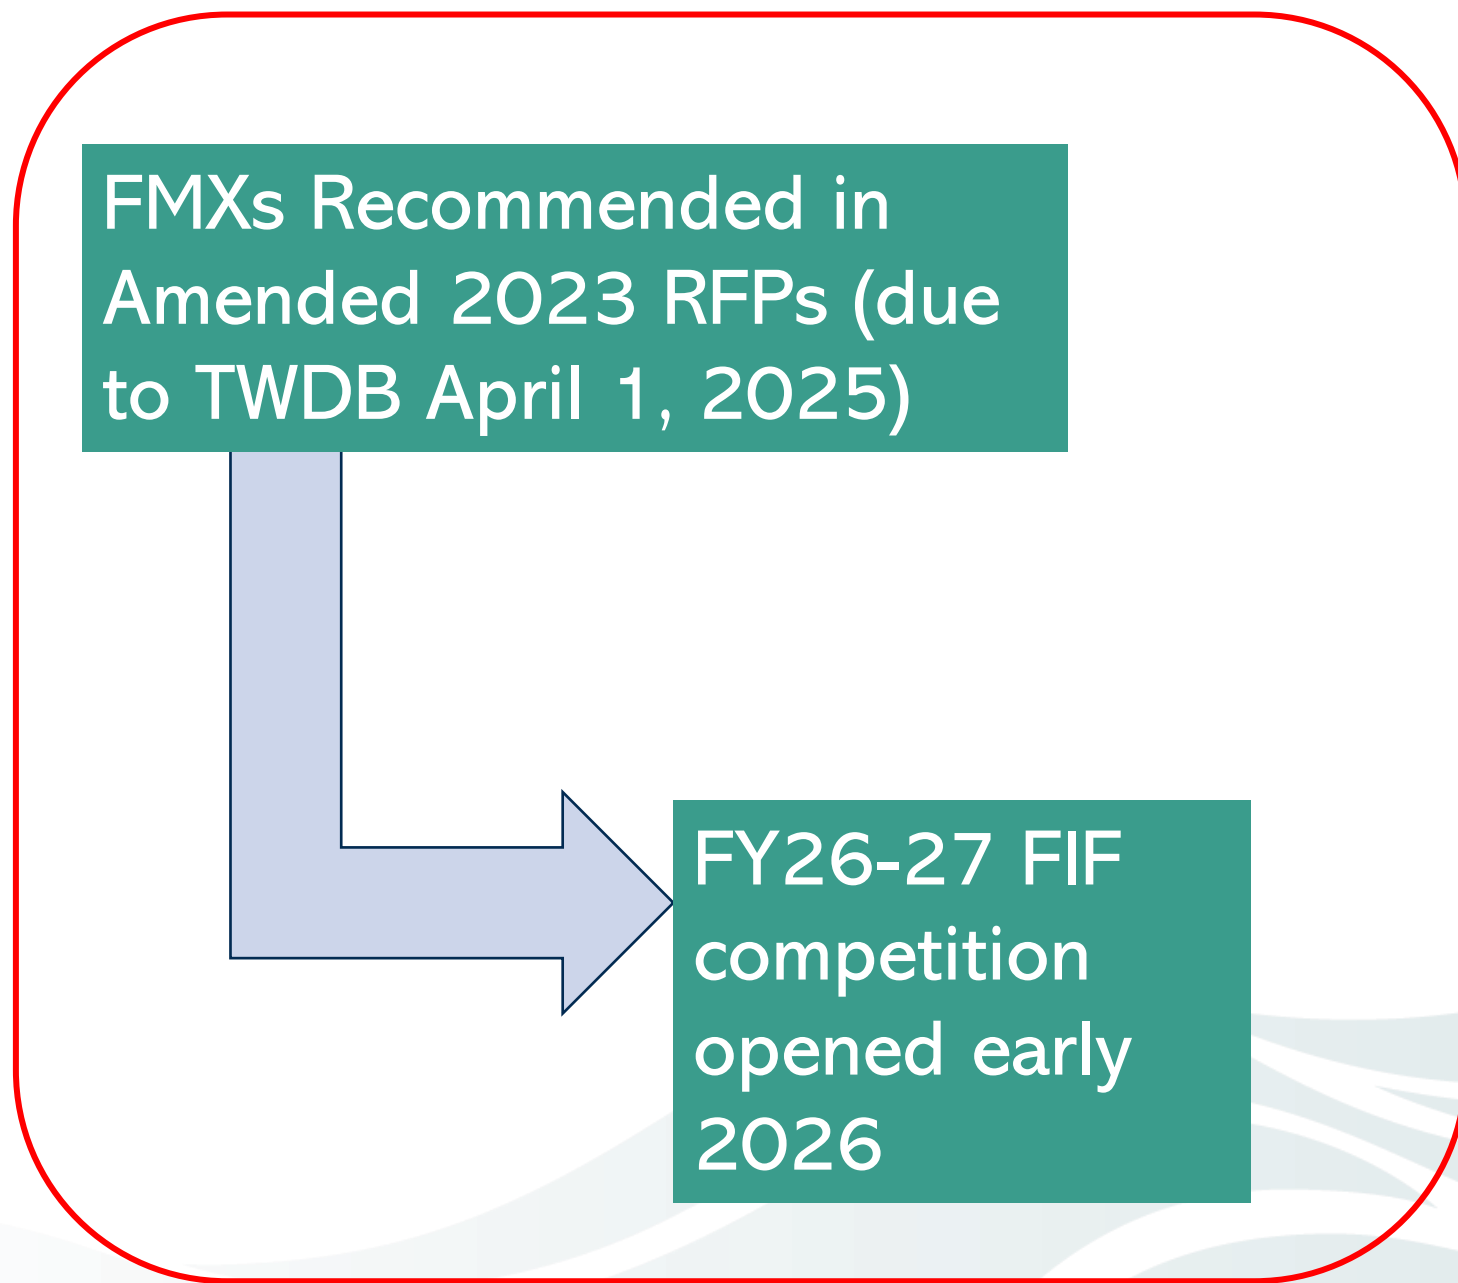 FMXs Recommended in
Amended 2023 RFPs (due
to TWDB April 1, 2025)
FY26-27 FIF
competition
opened early
2026